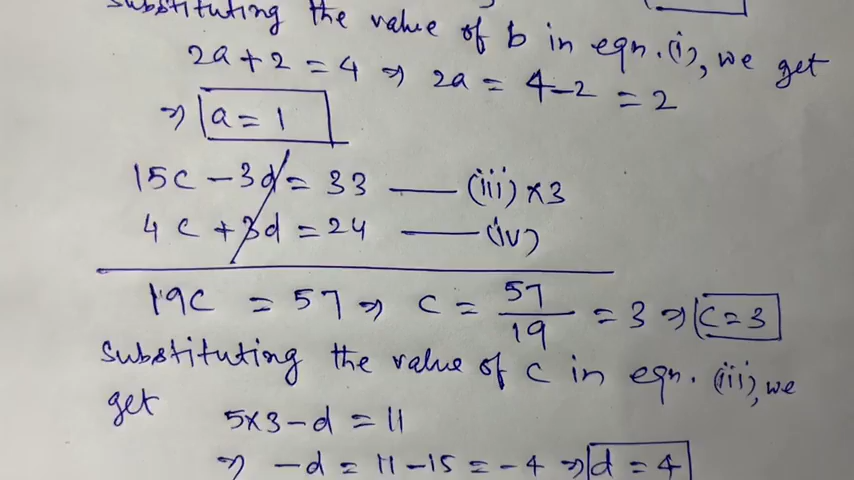 substituting the value of b in eqn.(i), we get
2a + 2 = 4 ⇒ 2a = 4 - 2 = 2
⇒ a = 1
15c - 3d = 33 —— (iii) × 3
4c + 3d = 24 —— (iv)
19c = 57 ⇒ c = 57/19 = 3 ⇒ c = 3
Substituting the value of c in eqn. (iii), we
get
5×3 - d = 11
⇒ -d = 11 - 15 = -4 ⇒ d = 4